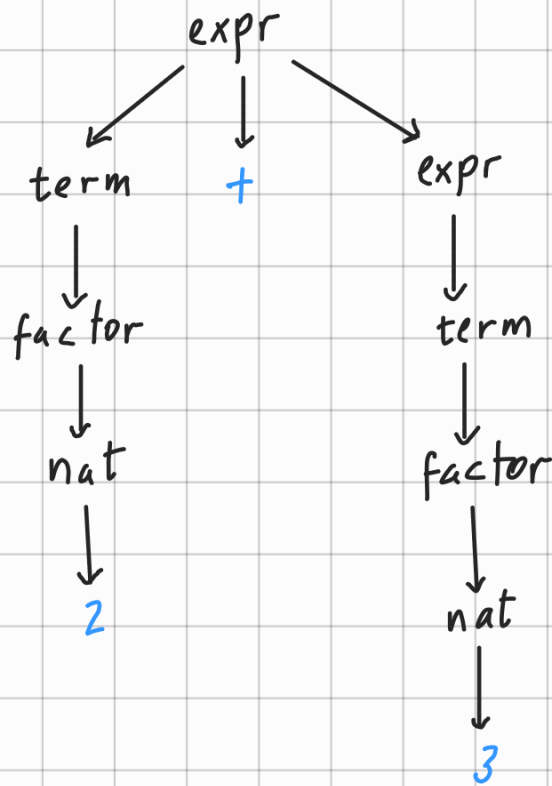 expr
term + expr
factor term
nat factor
2 nat
3